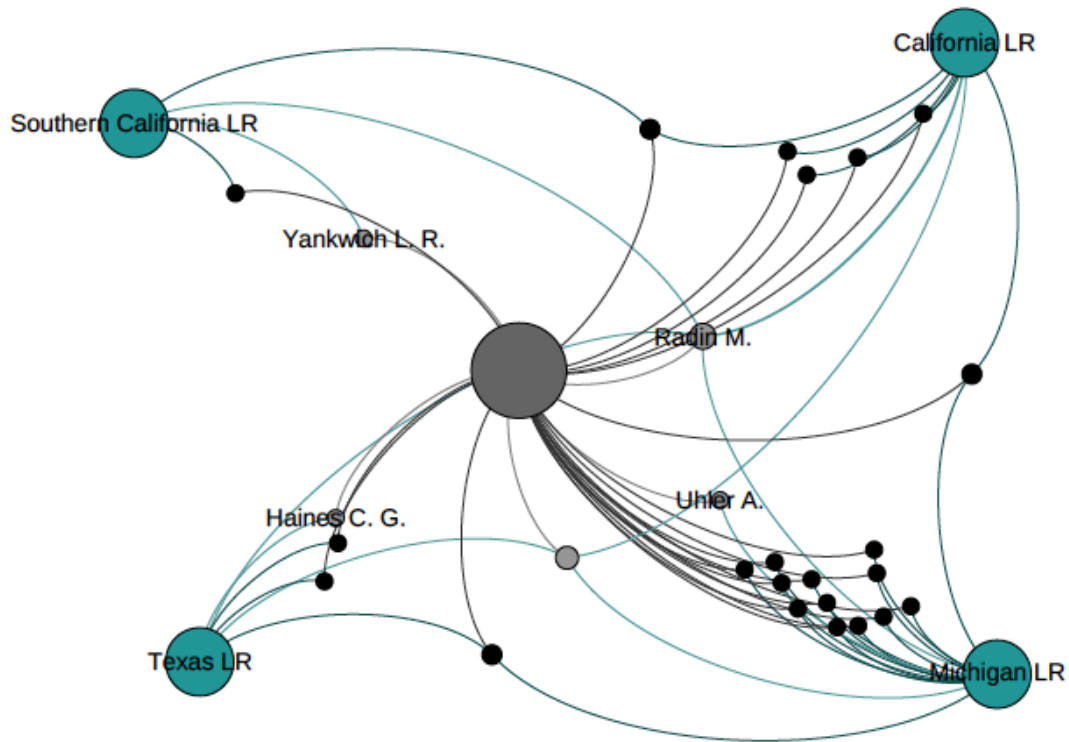 California LR
Southern California LR
Yankwich L. R.
Radin M.
Uhler A.
Haines C. G.
Texas LR
Michigan LR